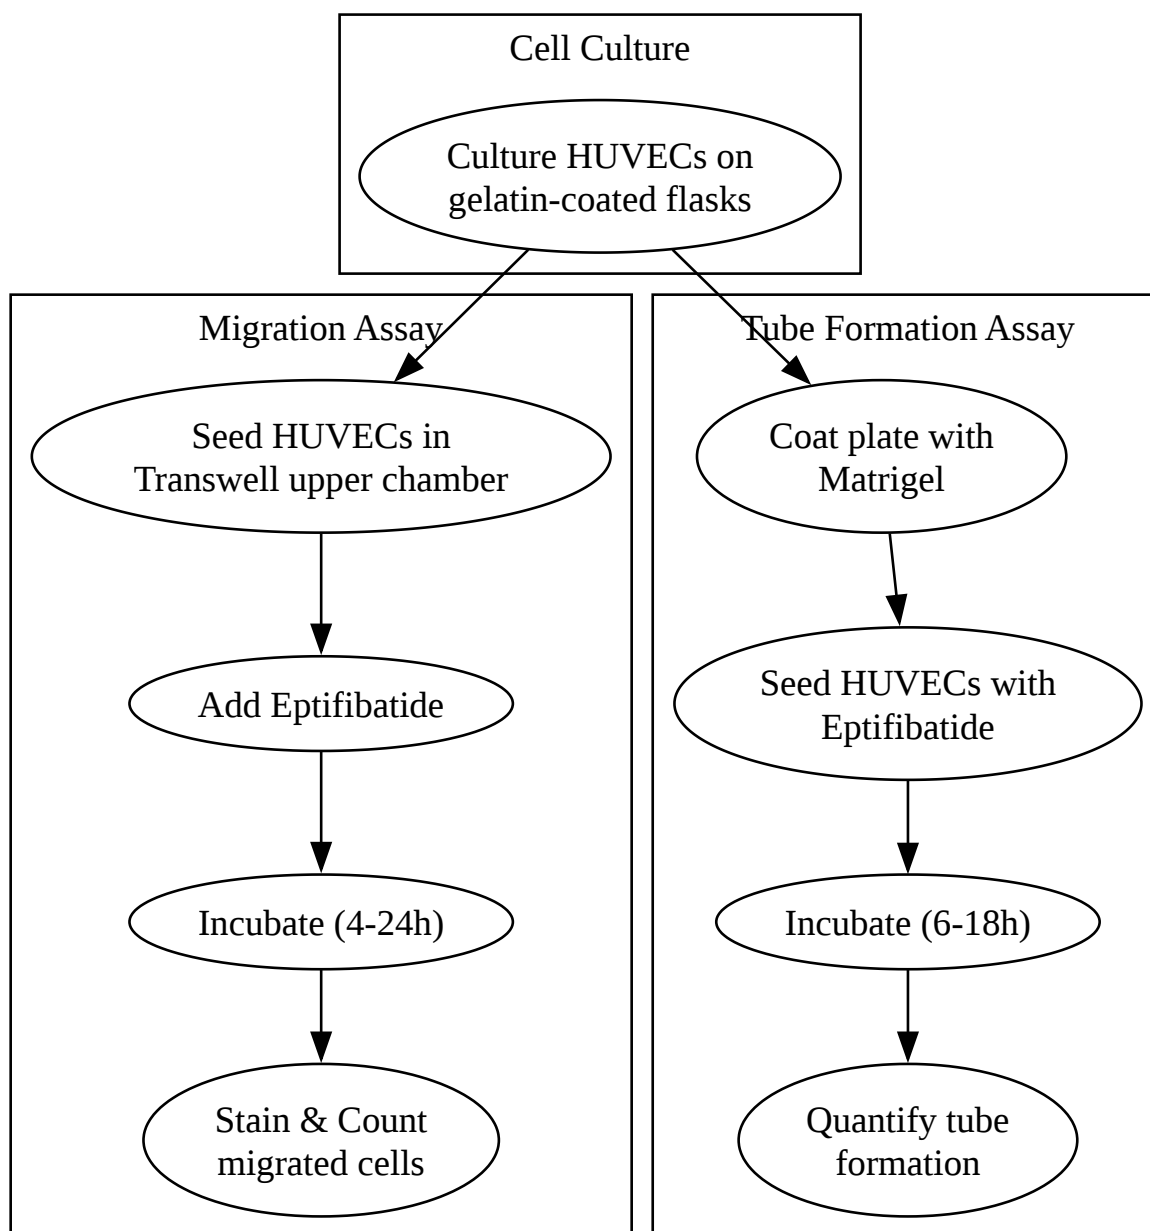 Cell Culture
Culture HUVECs on
gelatin-coated flasks
Migration Assay
Seed HUVECs in
Transwell upper chamber
Add Eptifibatide
Incubate (4-24h)
Stain & Count
migrated cells
Tube Formation Assay
Coat plate with
Matrigel
Seed HUVECs with
Eptifibatide
Incubate (6-18h)
Quantify tube
formation